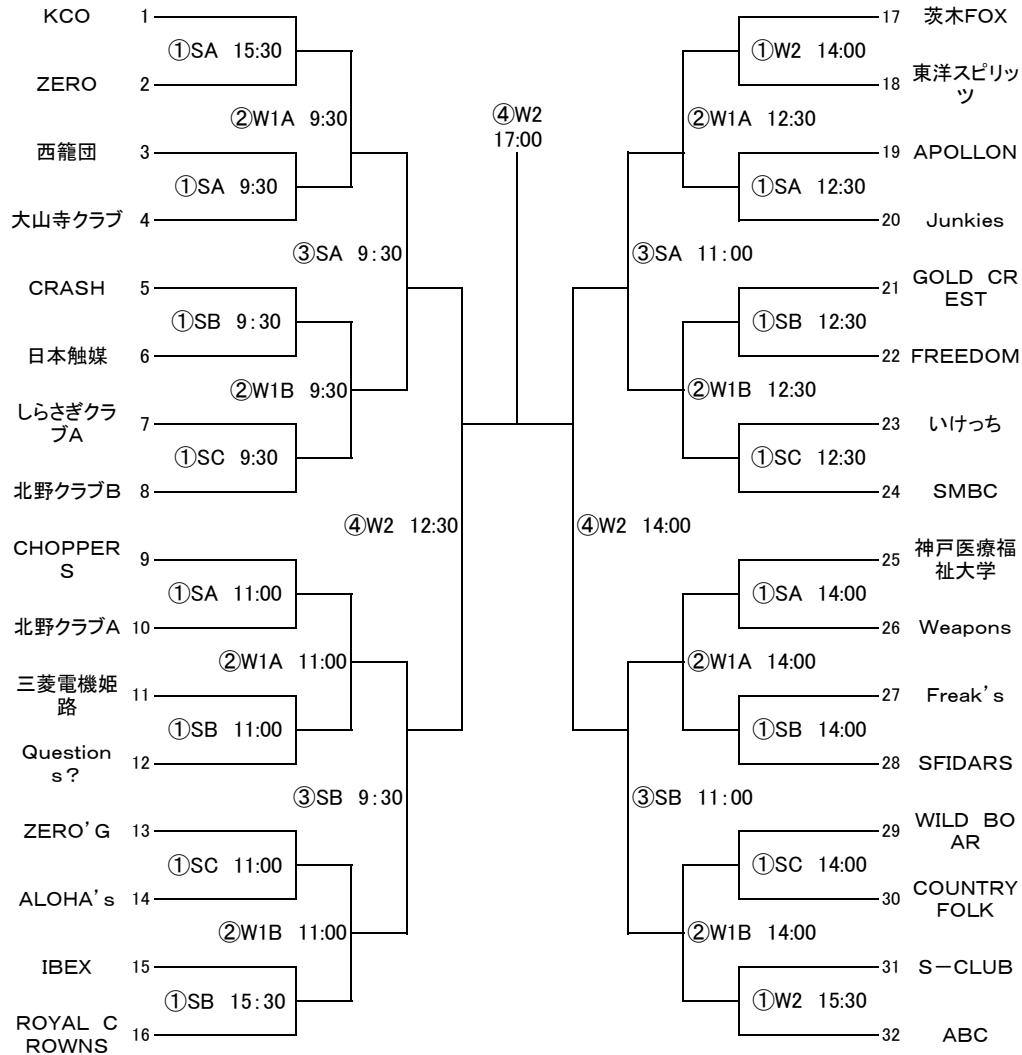 KCO 1
①SA 15:30
ZERO 2
②W1A 9:30
西籠団 3
①SA 9:30
大山寺クラブ 4
③SA 9:30
CRASH 5
①SB 9:30
日本触媒 6
②W1B 9:30
しらさぎクラ
ブA 7
①SC 9:30
北野クラブB 8
④W2 12:30
CHOPPER
S 9
①SA 11:00
北野クラブA 10
②W1A 11:00
三菱電機姫
路 11
①SB 11:00
Question
s? 12
③SB 9:30
ZERO'G 13
①SC 11:00
ALOHA's 14
②W1B 11:00
IBEX 15
①SB 15:30
ROYAL C
ROWNS 16
④W2
17:00
17 茨木FOX
①W2 14:00
18 東洋スピリッ
ツ
②W1A 12:30
19 APOLLON
①SA 12:30
20 Junkies
③SA 11:00
21 GOLD CR
EST
①SB 12:30
22 FREEDOM
②W1B 12:30
23 いけっち
①SC 12:30
24 SMBC
④W2 14:00
25 神戸医療福
祉大学
①SA 14:00
26 Weapons
②W1A 14:00
27 Freak's
①SB 14:00
28 SFIDARS
③SB 11:00
29 WILD BO
AR
①SC 14:00
30 COUNTRY
FOLK
②W1B 14:00
31 S－CLUB
①W2 15:30
32 ABC